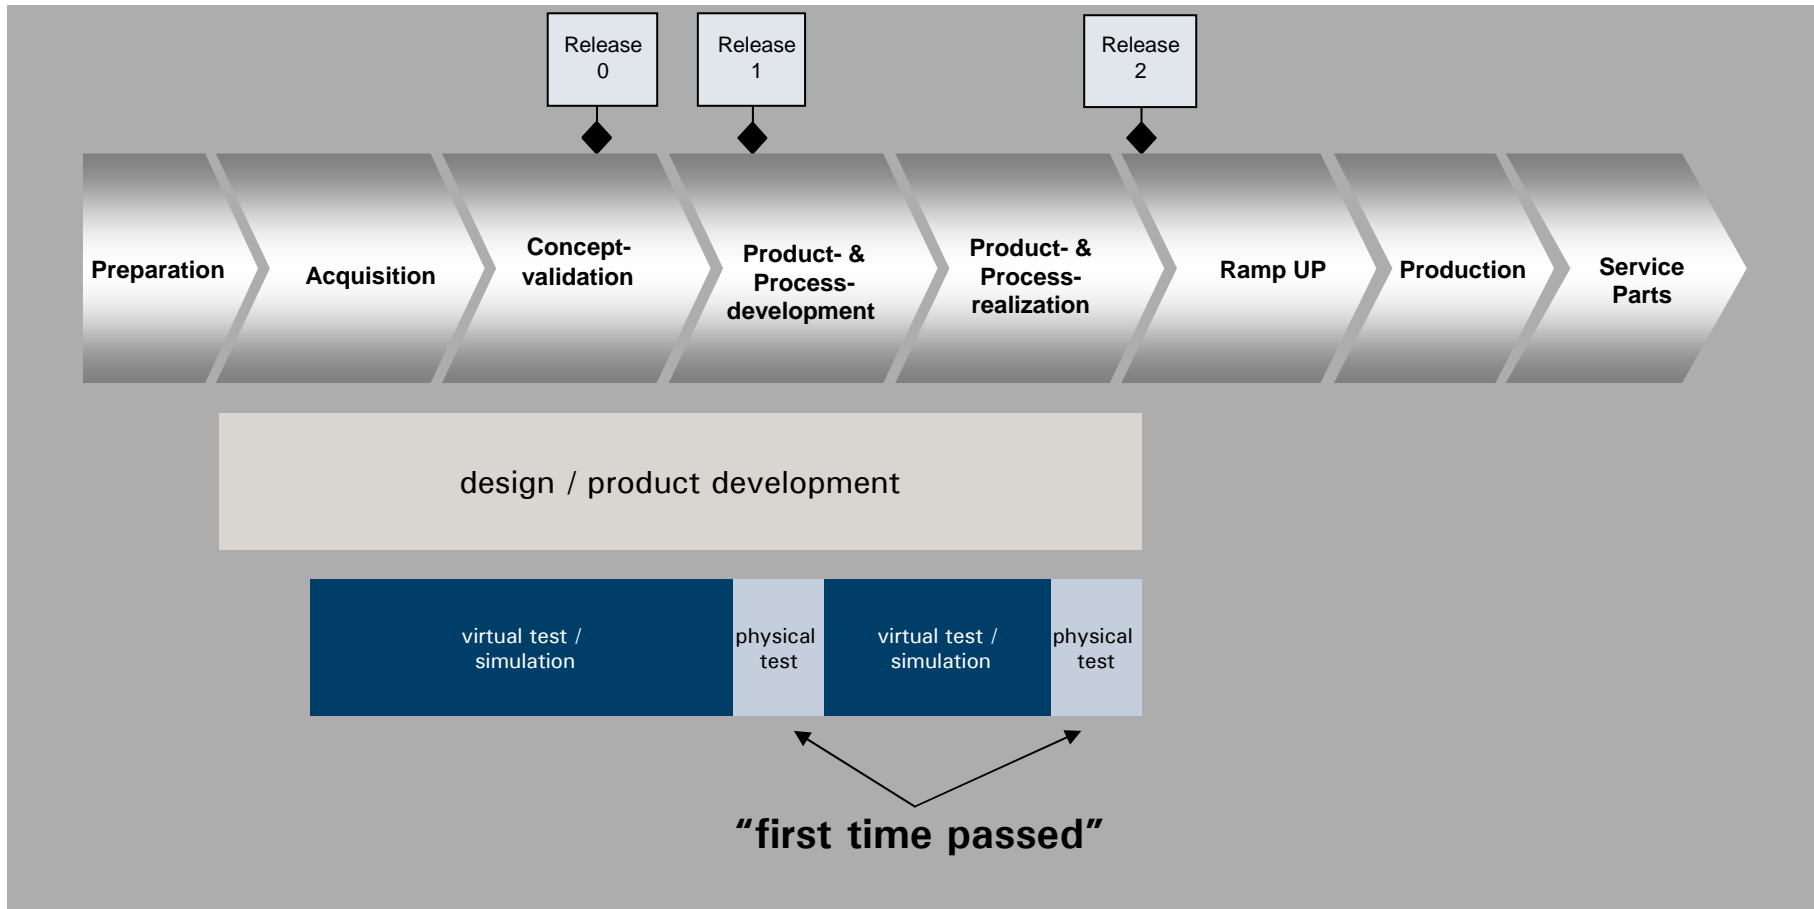 Release
0
Release
1
Release
2
Preparation
Acquisition
Concept-
validation
Product- &
Process-
development
Product- &
Process-
realization
Ramp UP
Production
Service
Parts
design / product development
virtual test /
simulation
physical
test
virtual test /
simulation
physical
test
“first time passed”